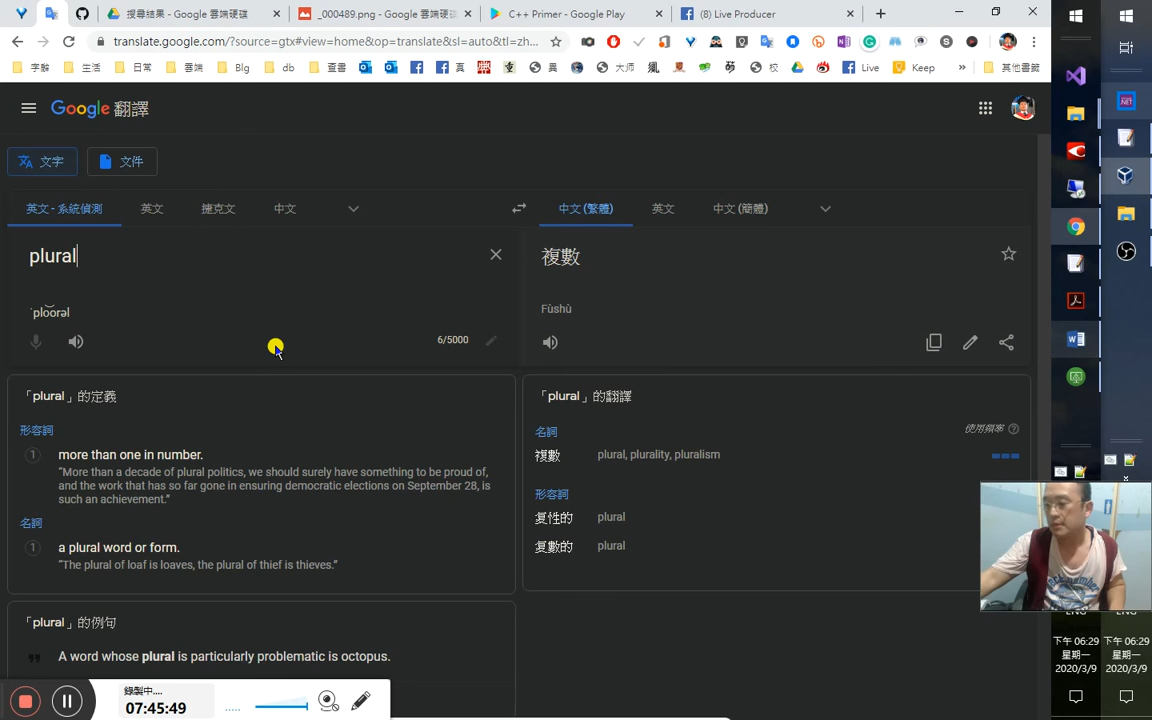 搜尋結果 - Google 雲端硬碟
_000489.png - Google 雲端硬碟
C++ Primer - Google Play
(8) Live Producer
translate.google.com/?source=gtx#view=home&op=translate&sl=auto&tl=zh...
字辭
生活
日常
Blg
雲端
db
查書
真
異
大师
校
Live
Keep
»
其他書籤
Google 翻譯
文字
文件
英文 - 系統偵測
英文
捷克文
中文
中文 (繁體)
英文
中文 (簡體)
plural
複數
ˈplo͝orəl
Fùshù
6/5000
「plural」的定義
形容詞
1
more than one in number.
"More than a decade of plural politics, we should surely have something to be proud of,
and the work that has so far gone in ensuring democratic elections on September 28, is
such an achievement."
名詞
1
a plural word or form.
"The plural of loaf is loaves, the plural of thief is thieves."
「plural」的翻譯
名詞
使用頻率
複數
plural, plurality, pluralism
形容詞
复性的
plural
复數的
plural
「plural」的例句
A word whose plural is particularly problematic is octopus.
錄製中....
07:45:49
.....
下午 06:29
星期一
2020/3/9
下午 06:29
星期一
2020/3/9